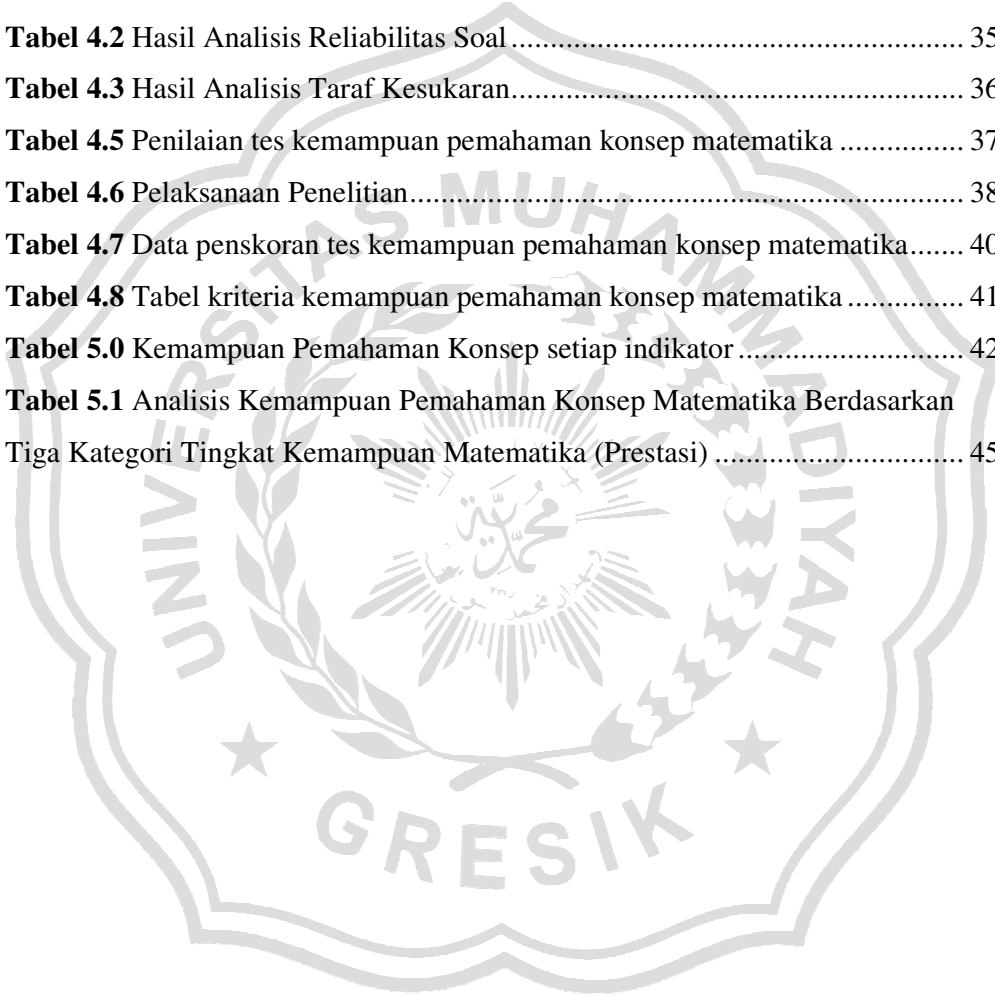 Tabel 4.2 Hasil Analisis Reliabilitas Soal ............................................................ 35
Tabel 4.3 Hasil Analisis Taraf Kesukaran............................................................ 36
Tabel 4.5 Penilaian tes kemampuan pemahaman konsep matematika ................ 37
Tabel 4.6 Pelaksanaan Penelitian......................................................................... 38
Tabel 4.7 Data penskoran tes kemampuan pemahaman konsep matematika....... 40
Tabel 4.8 Tabel kriteria kemampuan pemahaman konsep matematika ............... 41
Tabel 5.0 Kemampuan Pemahaman Konsep setiap indikator ............................. 42
Tabel 5.1 Analisis Kemampuan Pemahaman Konsep Matematika Berdasarkan
Tiga Kategori Tingkat Kemampuan Matematika (Prestasi) ................................ 45
UNIVERSITAS MUHAMMADIYAH
GRESIK